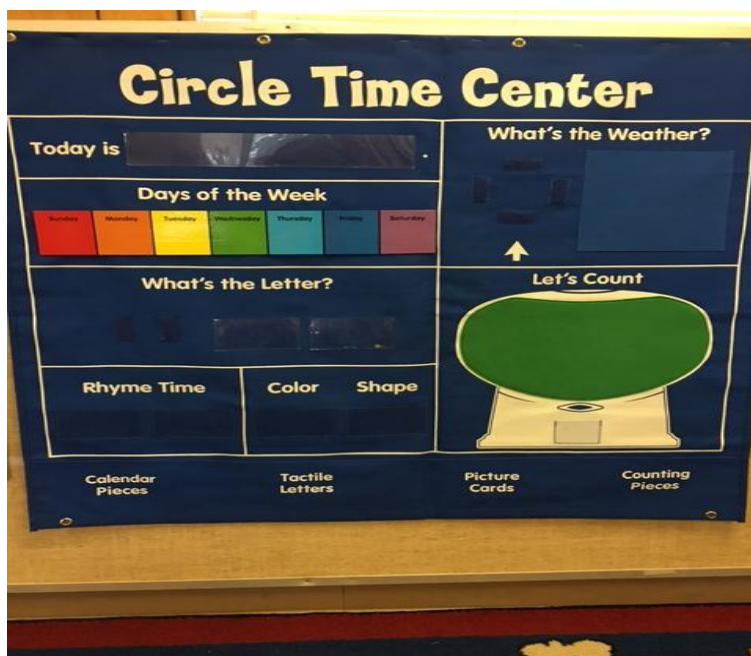 Circle Time Center
Today is .
What's the Weather?
Days of the Week
Sunday Monday Tuesday Wednesday Thursday Friday Saturday
What's the Letter?
Let's Count
Rhyme Time
Color Shape
Calendar
Pieces
Tactile
Letters
Picture
Cards
Counting
Pieces